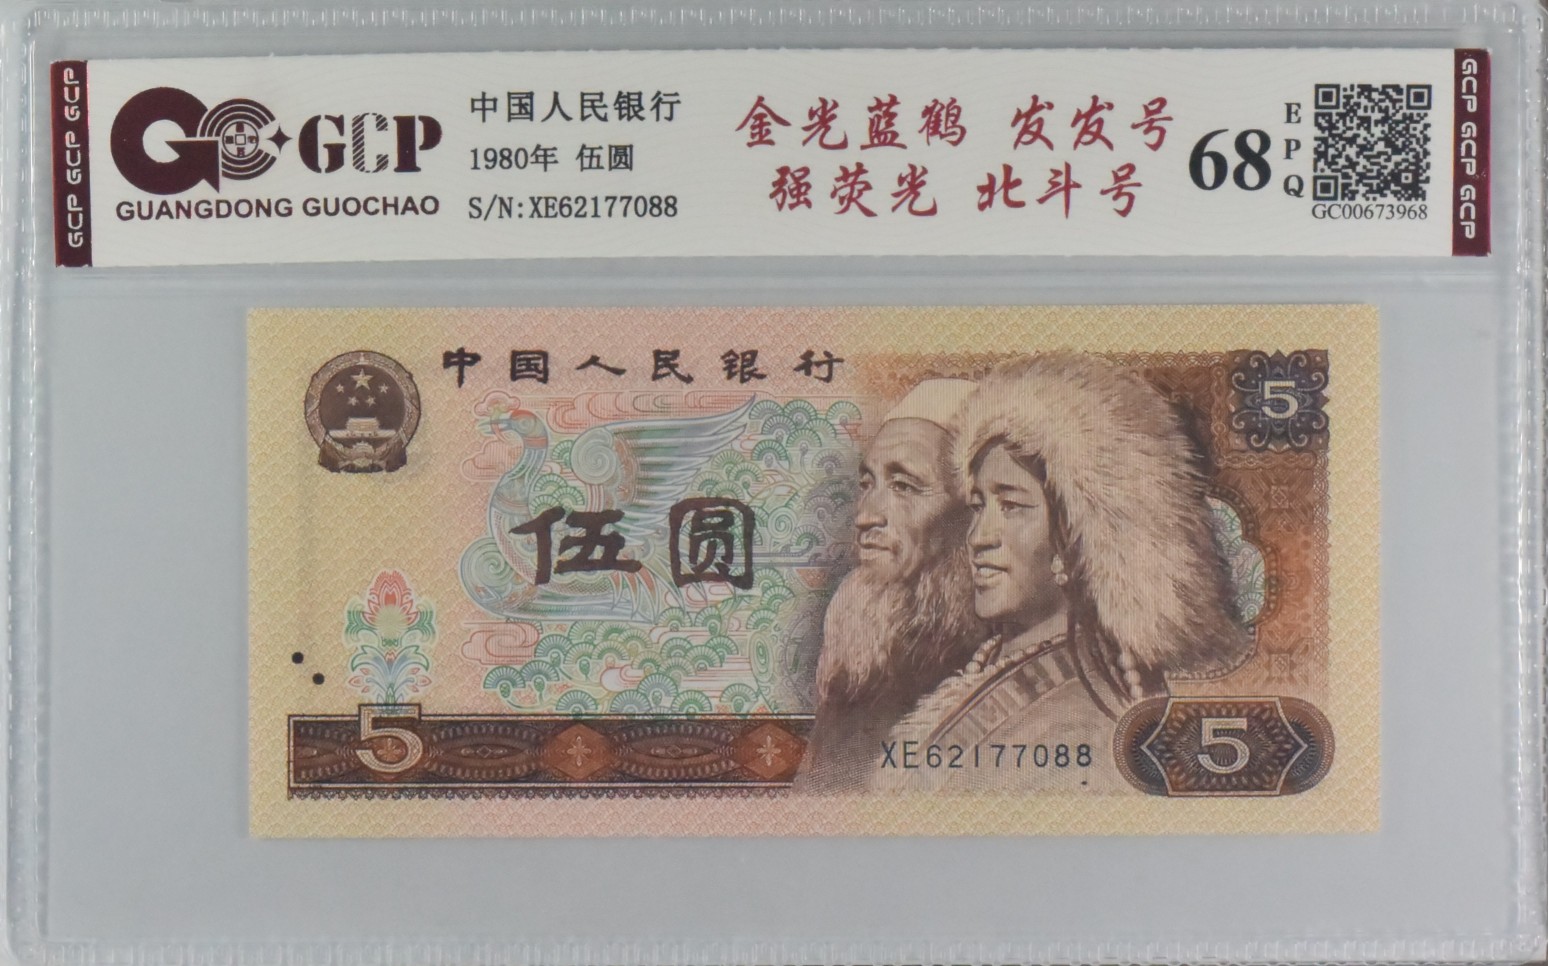 GCP GCP GCP
GCP
GUANGDONG GUOCHAO
中国人民银行
1980年 伍圆
S/N:XE62177088
金光蓝鹤 发发号
强荧光 北斗号
68
EPQ
GC00673968
GCP GCP GCP
中国人民银行
5
伍圆
5
XE62177088
5